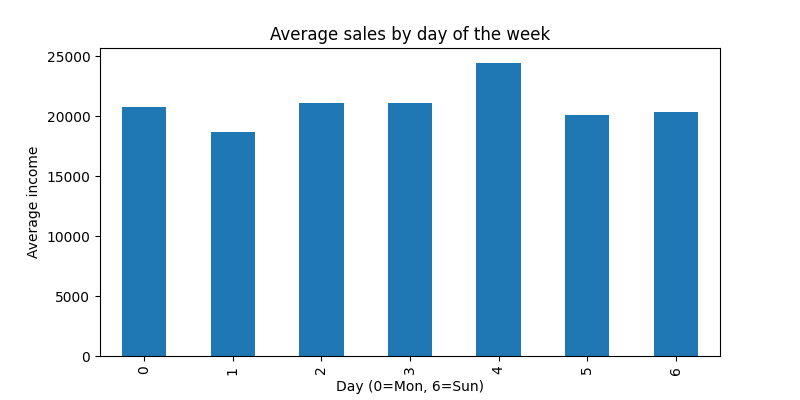 Average sales by day of the week
Average income
25000
20000
15000
10000
5000
0
0 1 2 3 4 5 6
Day (0=Mon, 6=Sun)